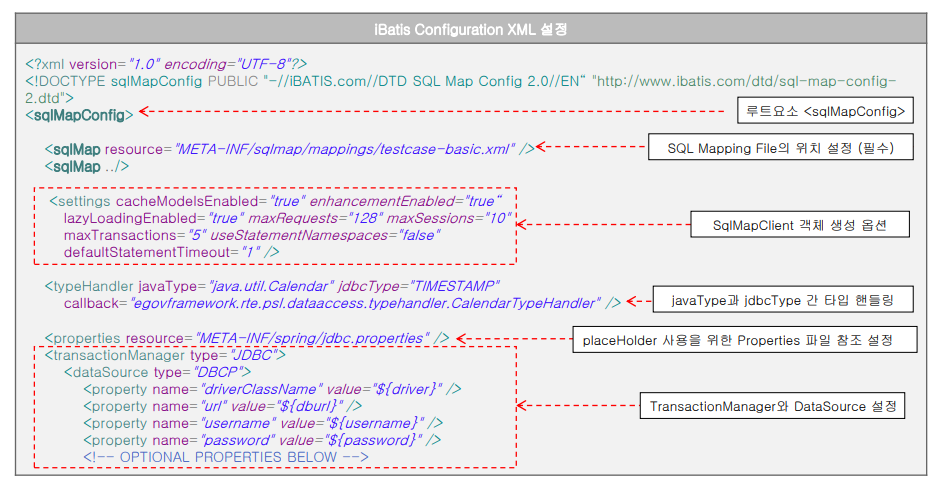 iBatis Configuration XML 설정
<?xml version="1.0" encoding="UTF-8"?>
<!DOCTYPE sqlMapConfig PUBLIC "-//iBATIS.com//DTD SQL Map Config 2.0//EN“ "http://www.ibatis.com/dtd/sql-map-config-
2.dtd">
<sqlMapConfig>
루트요소 <sqlMapConfig>
<sqlMap resource="META-INF/sqlmap/mappings/testcase-basic.xml" />
SQL Mapping File의 위치 설정 (필수)
<sqlMap ../>
<settings cacheModelsEnabled="true" enhancementEnabled="true“
lazyLoadingEnabled="true" maxRequests="128" maxSessions="10"
maxTransactions="5" useStatementNamespaces="false"
defaultStatementTimeout="1" />
SqlMapClient 객체 생성 옵션
<typeHandler javaType="java.util.Calendar" jdbcType="TIMESTAMP"
callback="egovframework.rte.psl.dataaccess.typehandler.CalendarTypeHandler" />
javaType과 jdbcType 간 타입 핸들링
<properties resource="META-INF/spring/jdbc.properties" />
placeHolder 사용을 위한 Properties 파일 참조 설정
<transactionManager type="JDBC">
<dataSource type="DBCP">
<property name="driverClassName" value="${driver}" />
<property name="url" value="${dburl}" />
<property name="username" value="${username}" />
<property name="password" value="${password}" />
<!-- OPTIONAL PROPERTIES BELOW -->
TransactionManager와 DataSource 설정